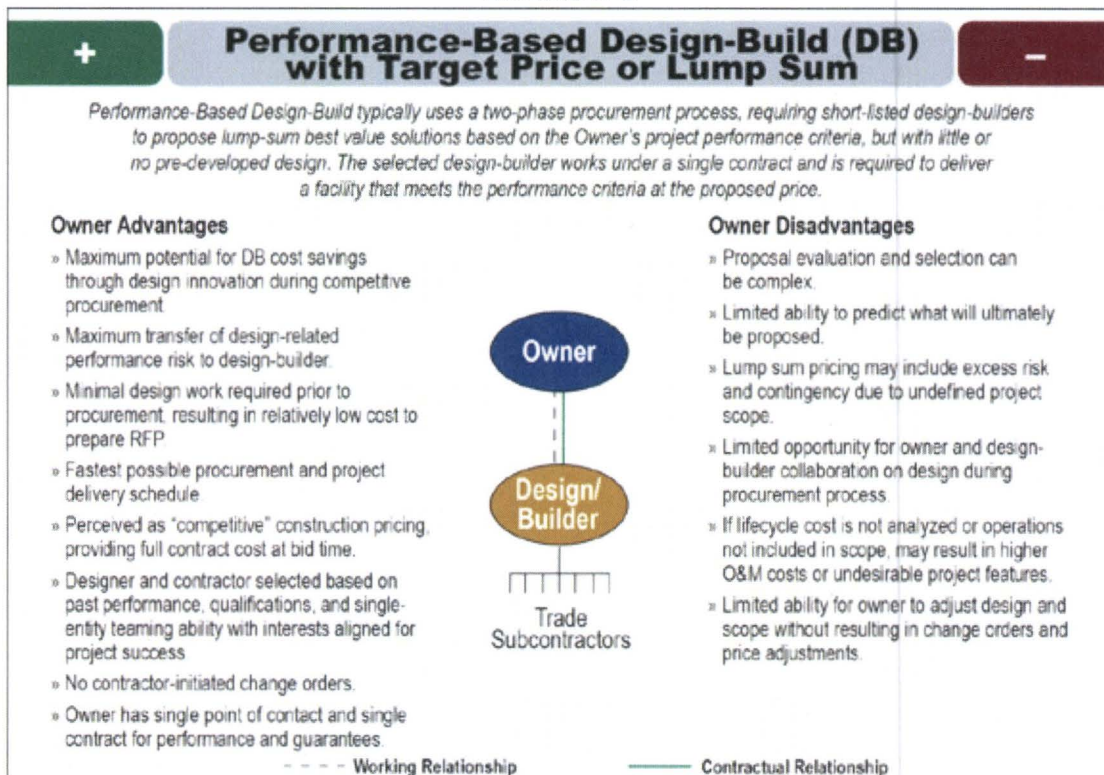 +
Performance-Based Design-Build (DB)
with Target Price or Lump Sum
–
Performance-Based Design-Build typically uses a two-phase procurement process, requiring short-listed design-builders
to propose lump-sum best value solutions based on the Owner's project performance criteria, but with little or
no pre-developed design. The selected design-builder works under a single contract and is required to deliver
a facility that meets the performance criteria at the proposed price.
Owner Advantages
» Maximum potential for DB cost savings
through design innovation during competitive
procurement
» Maximum transfer of design-related
performance risk to design-builder.
» Minimal design work required prior to
procurement, resulting in relatively low cost to
prepare RFP
» Fastest possible procurement and project
delivery schedule
» Perceived as "competitive" construction pricing,
providing full contract cost at bid time.
» Designer and contractor selected based on
past performance, qualifications, and single-
entity teaming ability with interests aligned for
project success
» No contractor-initiated change orders.
» Owner has single point of contact and single
contract for performance and guarantees.
Owner
Design/
Builder
Trade
Subcontractors
Owner Disadvantages
» Proposal evaluation and selection can
be complex.
» Limited ability to predict what will ultimately
be proposed.
» Lump sum pricing may include excess risk
and contingency due to undefined project
scope.
» Limited opportunity for owner and design-
builder collaboration on design during
procurement process.
» If lifecycle cost is not analyzed or operations
not included in scope, may result in higher
O&M costs or undesirable project features.
» Limited ability for owner to adjust design and
scope without resulting in change orders and
price adjustments.
Working Relationship
Contractual Relationship